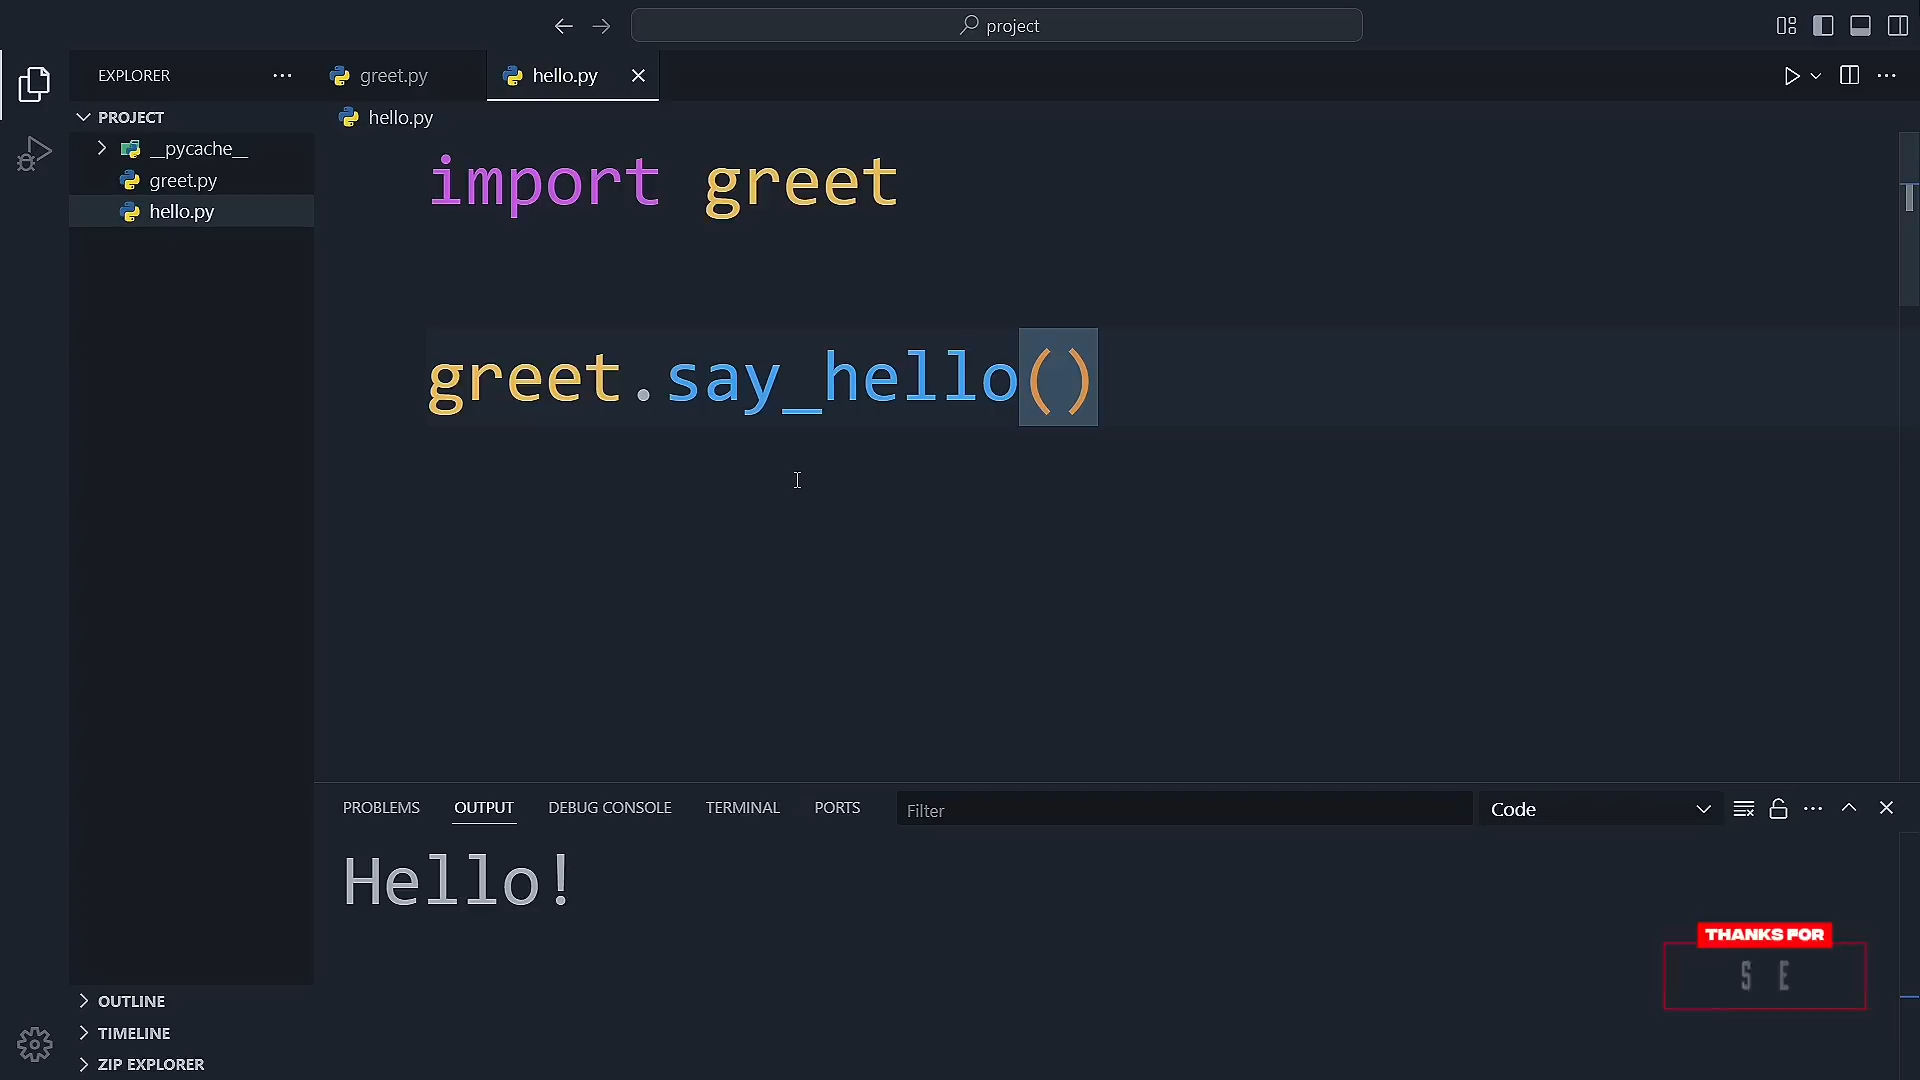 project
EXPLORER
greet.py
hello.py
PROJECT
hello.py
__pycache__
greet.py
hello.py
import greet
greet.say_hello()
PROBLEMS OUTPUT DEBUG CONSOLE TERMINAL PORTS
Filter
Code
Hello!
THANKS FOR
S E
OUTLINE
TIMELINE
ZIP EXPLORER